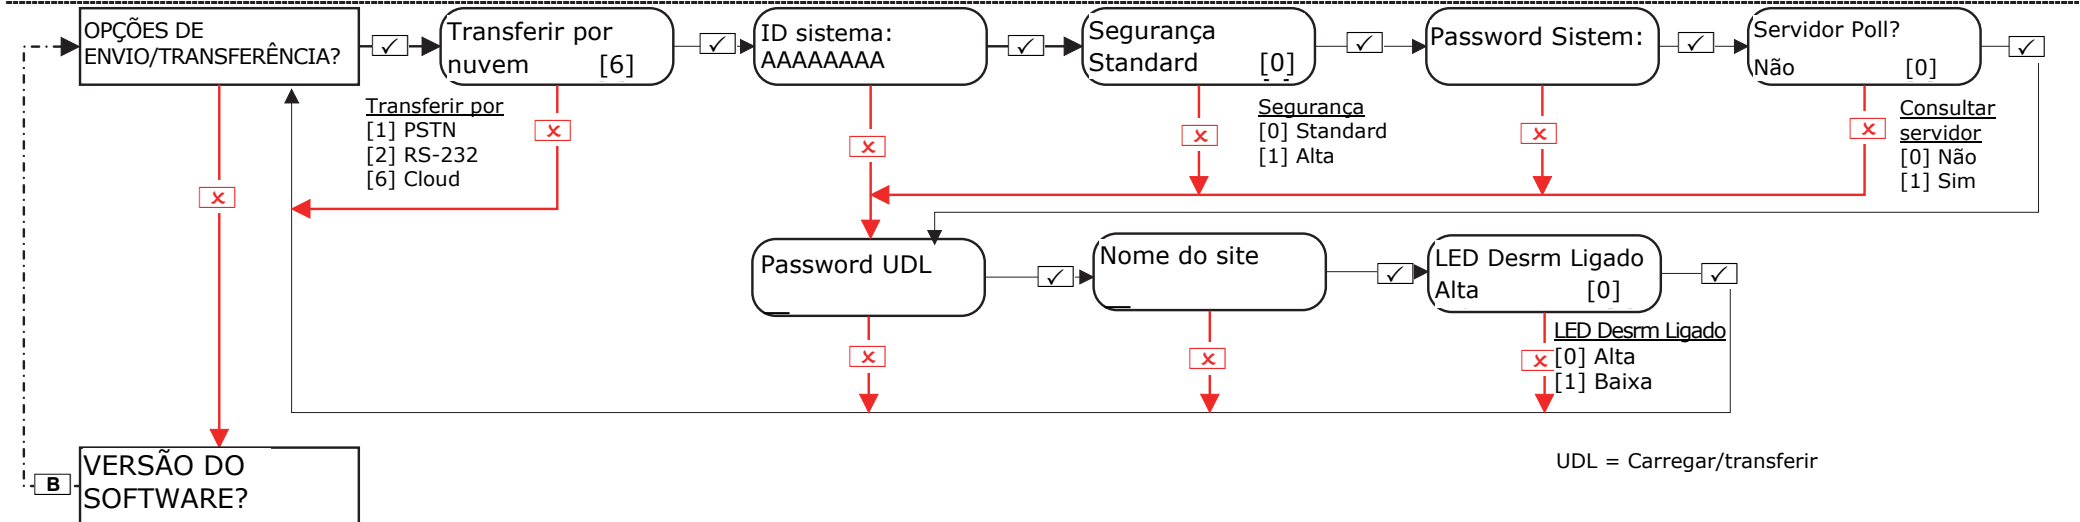 OPÇÕES DE
ENVIO/TRANSFERÊNCIA?
Transferir por
nuvem [6]
ID sistema:
AAAAAAAA
Segurança
Standard [0]
Password Sistem:
Servidor Poll?
Não [0]
Transferir por
[1] PSTN
[2] RS-232
[6] Cloud
Segurança
[0] Standard
[1] Alta
Consultar
servidor
[0] Não
[1] Sim
Password UDL
Nome do site
LED Desrm Ligado
Alta [0]
LED Desrm Ligado
[0] Alta
[1] Baixa
VERSÃO DO
SOFTWARE?
B
UDL = Carregar/transferir